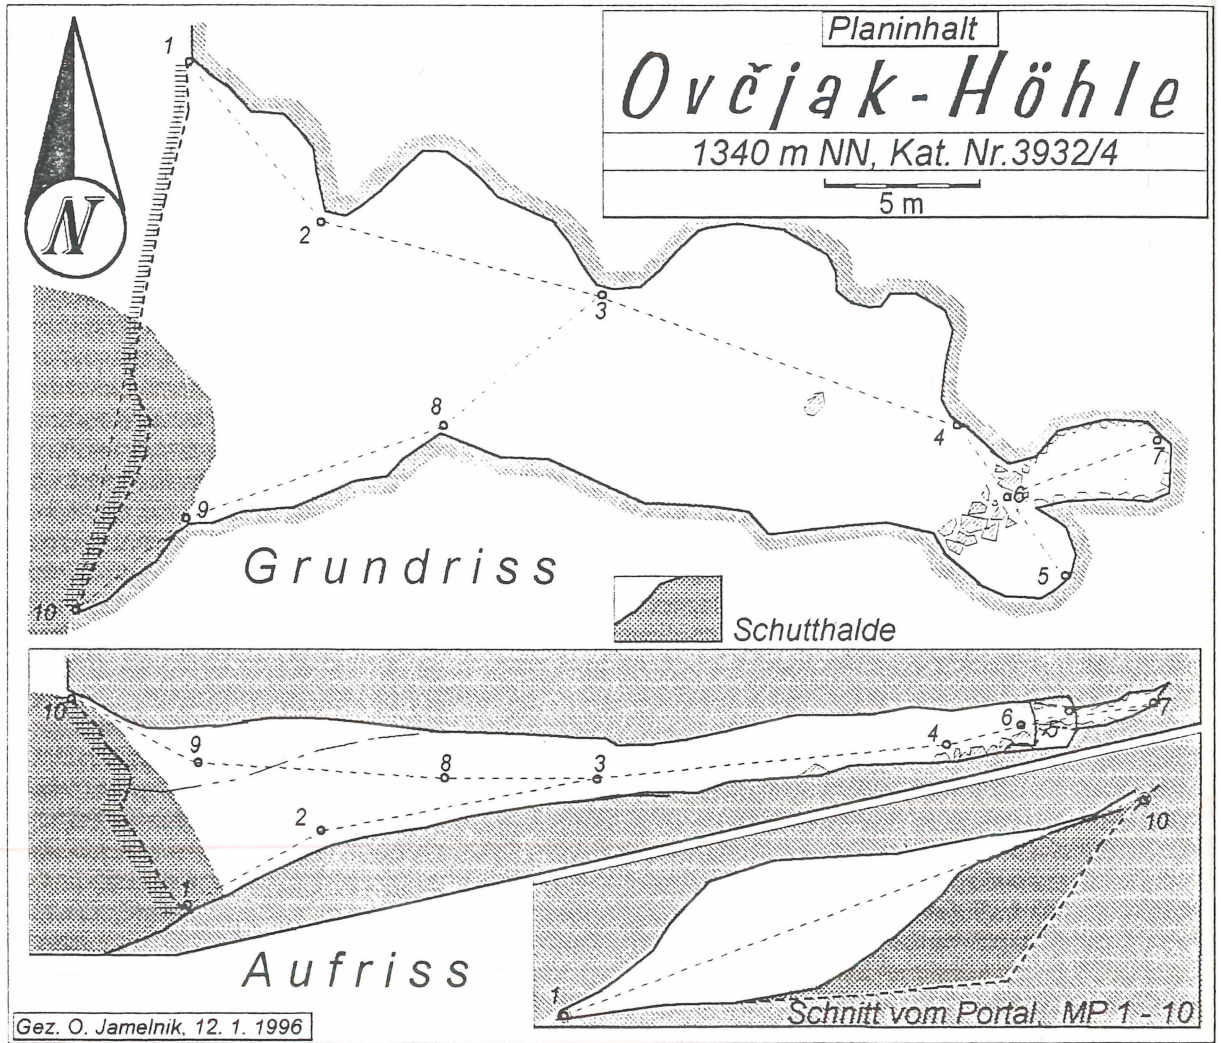 Planinhalt
Ovčjak-Höhle
1340 m NN, Kat. Nr.3932/4
5 m
N
1
2
3
8
4
7
6
9
5
10
Grundriss
Schutthalde
10
9
8
3
4
6
5
7
2
1
10
1
Aufriss
Schnitt vom Portal, MP 1 - 10
Gez. O. Jamelnik, 12. 1. 1996